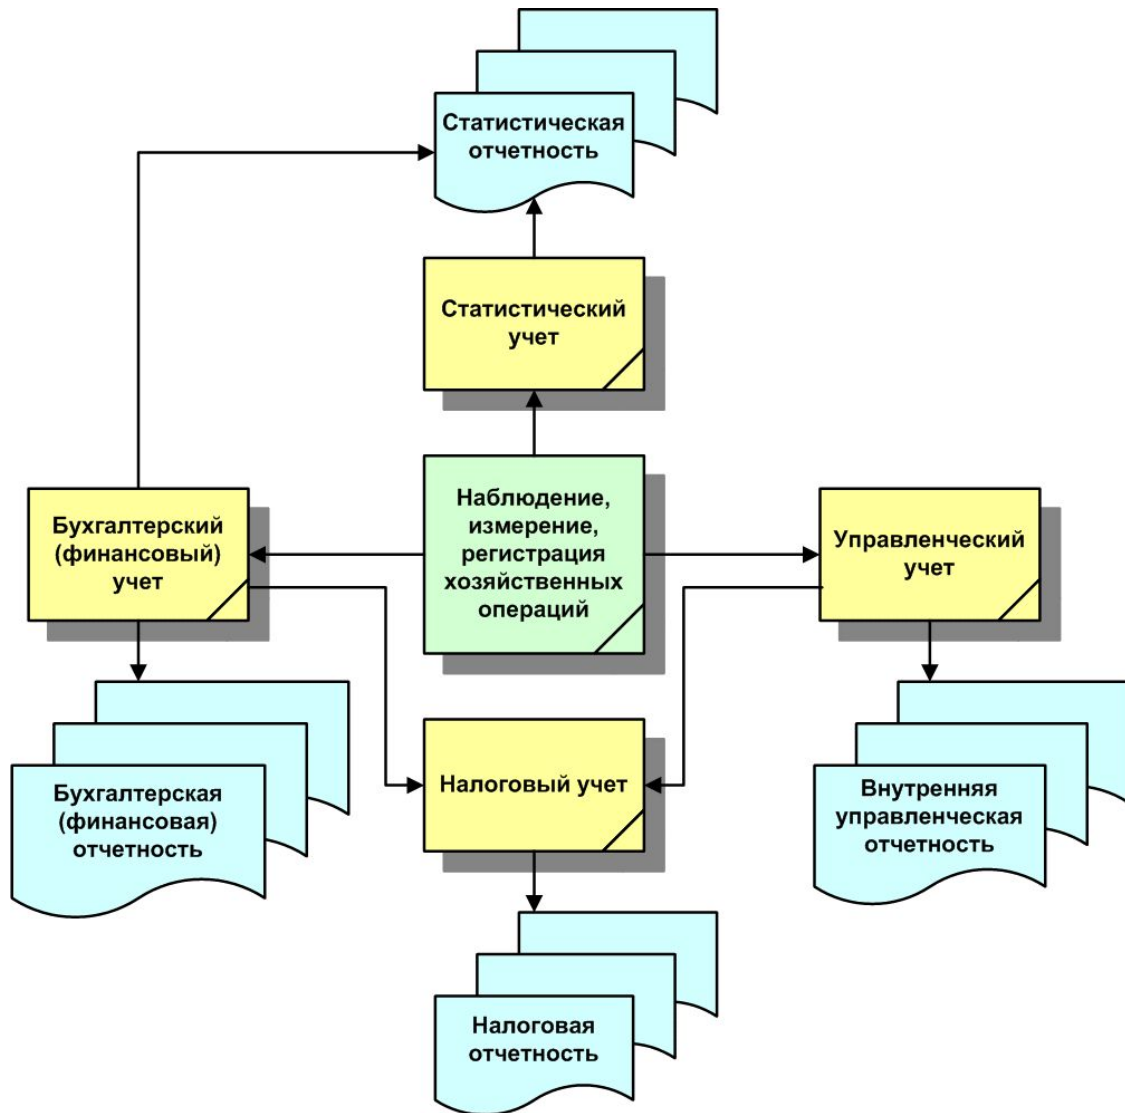 Статистическая
отчетность
Статистический
учет
Бухгалтерский
(финансовый)
учет
Наблюдение,
измерение,
регистрация
хозяйственных
операций
Управленческий
учет
Налоговый учет
Бухгалтерская
(финансовая)
отчетность
Внутренняя
управленческая
отчетность
Налоговая
отчетность